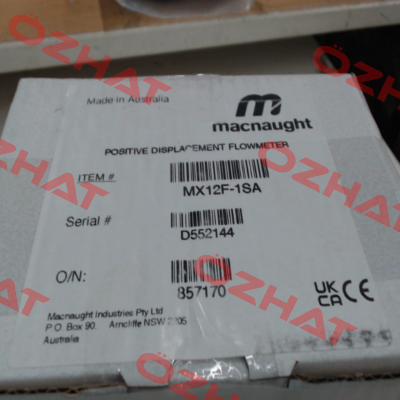 Made in Australia
macnaught
POSITIVE DISPLACEMENT FLOWMETER
ITEM #
MX12F-1SA
Serial #
D552144
O/N:
857170
UK
CA CE
Macnaught Industries Pty Ltd
P.O. Box 90. Arncliffe NSW 2205
Australia
OZHAT
OZHAT
OZHAT
OZHAT
OZHAT
OZHAT